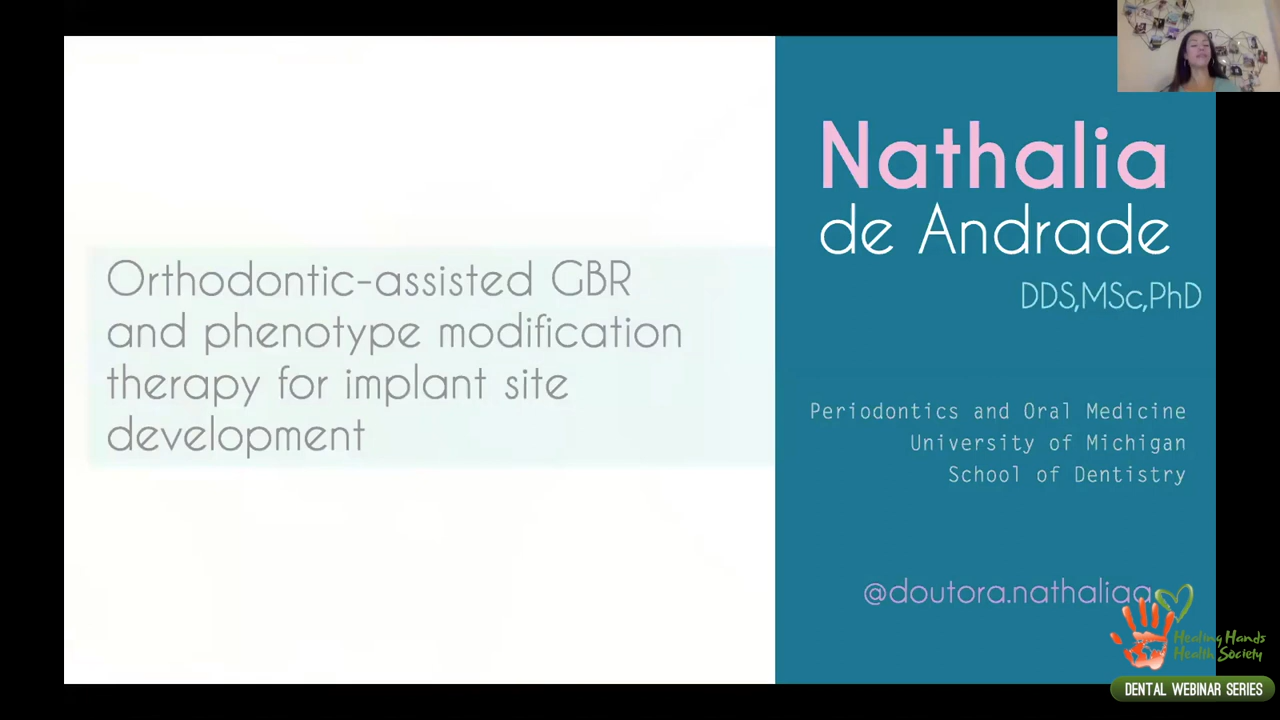 Orthodontic-assisted GBR
and phenotype modification
therapy for implant site
development
Nathalia
de Andrade
DDS,MSc,PhD
Periodontics and Oral Medicine
University of Michigan
School of Dentistry
@doutora.nathaliaa
Healing Hands
Health Society
DENTAL WEBINAR SERIES